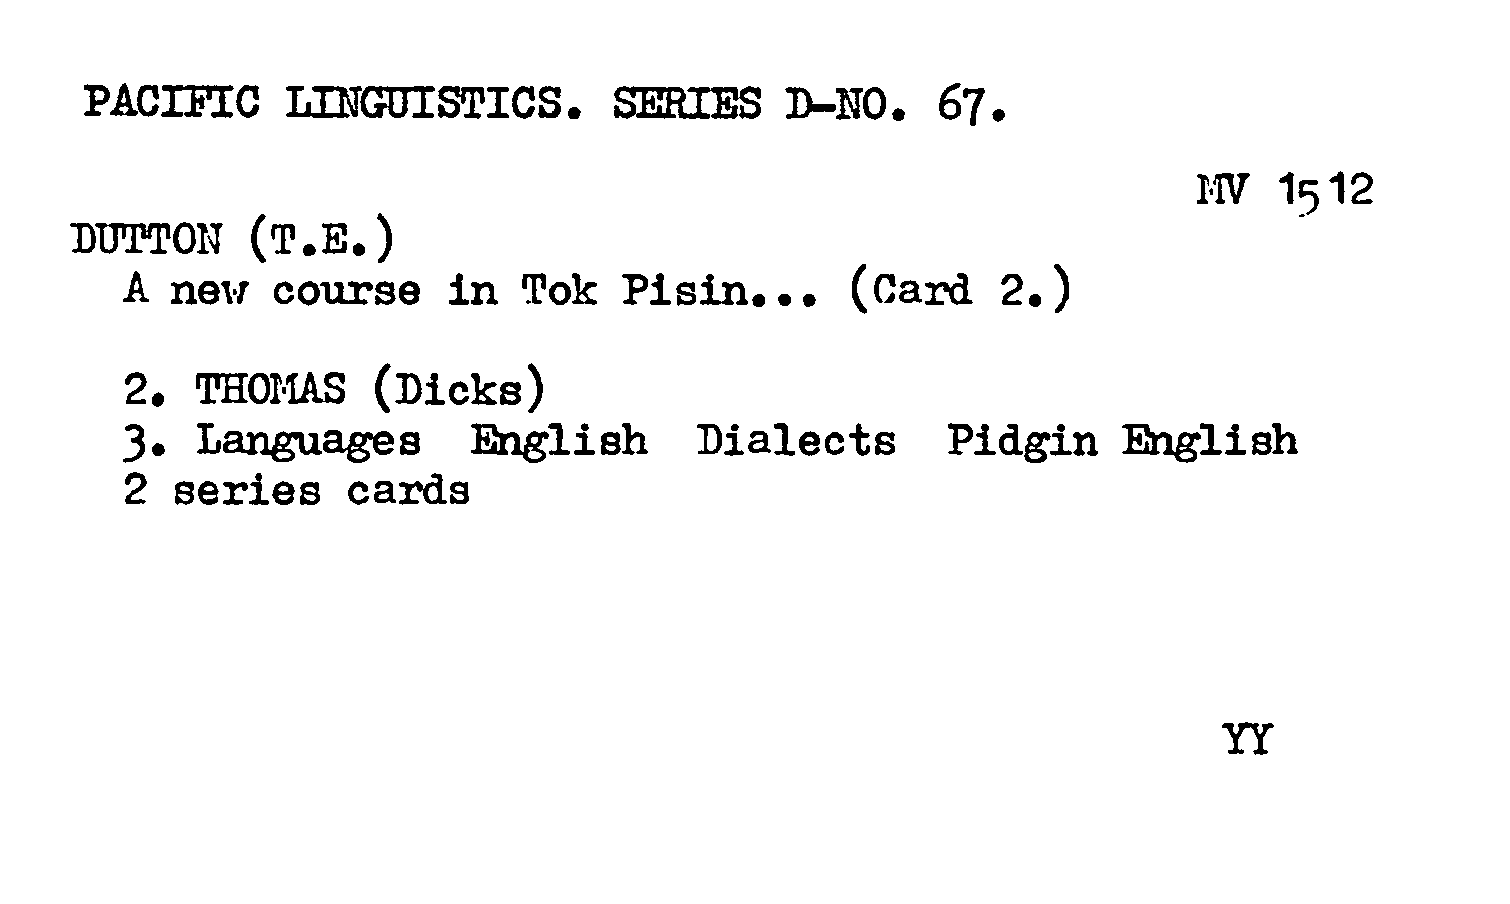 PACIFIC LINGUISTICS. SERIES D-NO. 67.
MV 1512
DUTTON (T.E.)
A new course in Tok Pisin... (Card 2.)
2. THOMAS (Dicks)
3. Languages English Dialects Pidgin English
2 series cards
YY